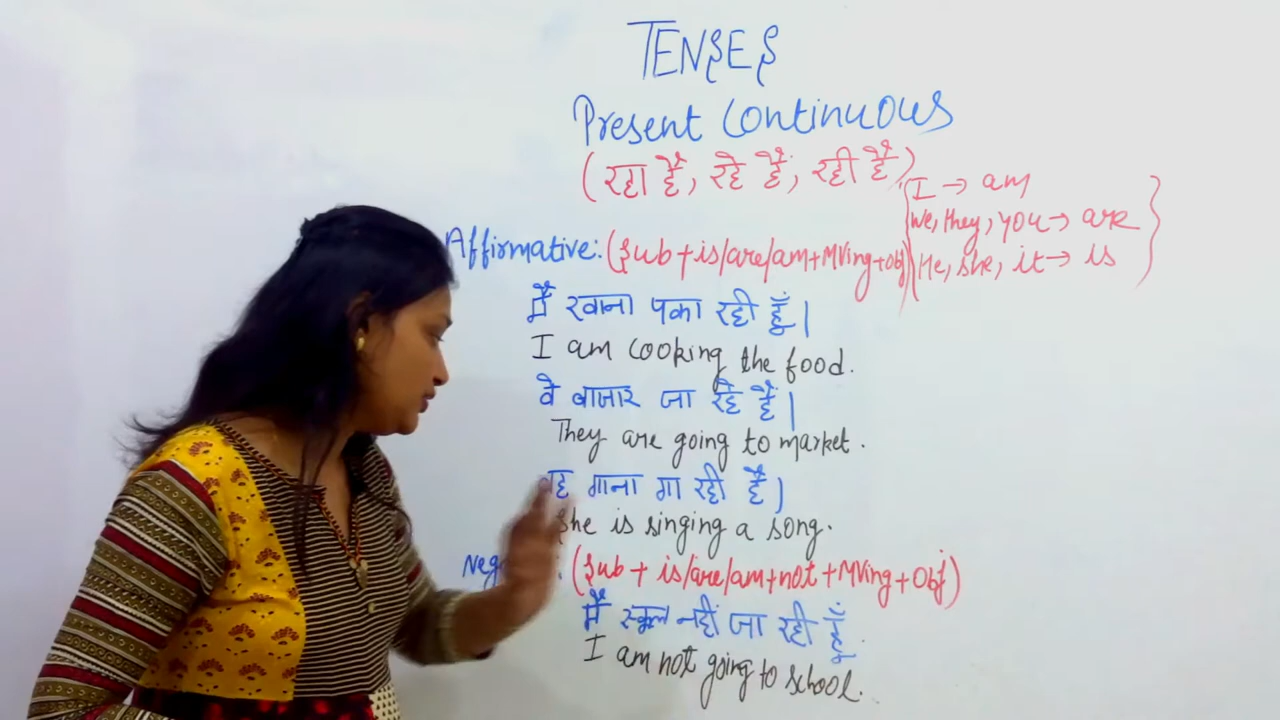 TENSES
Present Continuous
(रहा है, रहे हैं, रही है)
I → am
We, they, you → are
He, she, it → is
Affirmative: (Sub + is/are/am + MVing + Obj)
मैं खाना पका रही हूँ।
I am cooking the food.
वे बाजार जा रहे हैं।
They are going to market.
गाना गा रही है।
She is singing a song.
(Sub + is/are/am + not + MVing + Obj)
मैं स्कूल नहीं जा रही हूँ
I am not going to school.